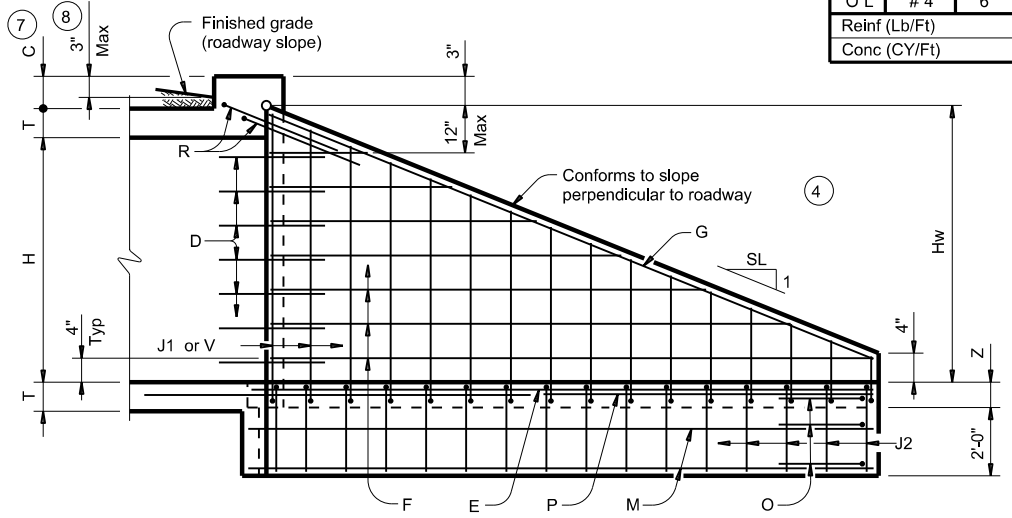 7
8
C
3"
Max
Finished grade
(roadway slope)
3"
O L # 4 6
Reinf (Lb/Ft)
Conc (CY/Ft)
T
R
12"
Max
Conforms to slope
perpendicular to roadway
4
D
G
SL
1
H
Hw
4"
Typ
J1 or V
4"
Z
T
J2
2'-0"
F
E
P
M
O